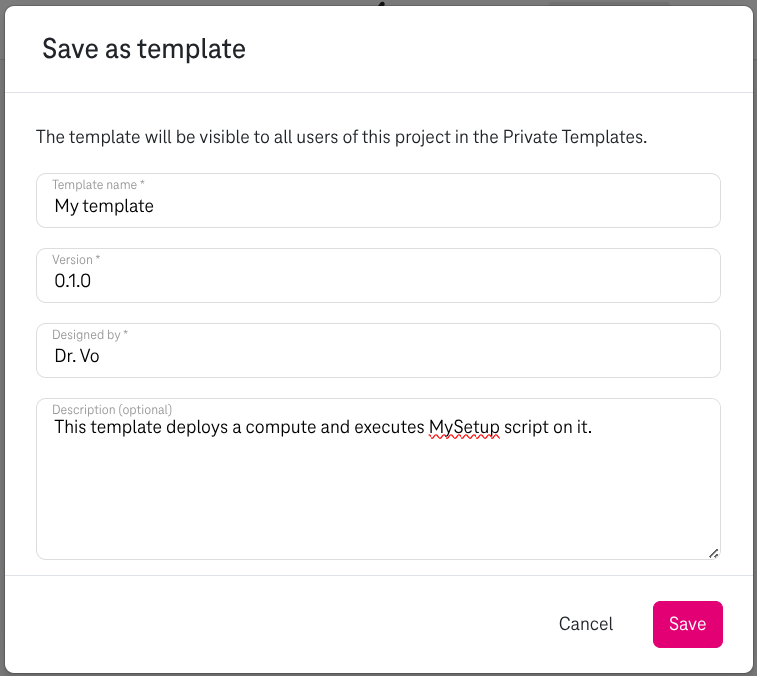 Save as template
The template will be visible to all users of this project in the Private Templates.
Template name *
My template
Version *
0.1.0
Designed by *
Dr. Vo
Description (optional)
This template deploys a compute and executes MySetup script on it.
Cancel
Save